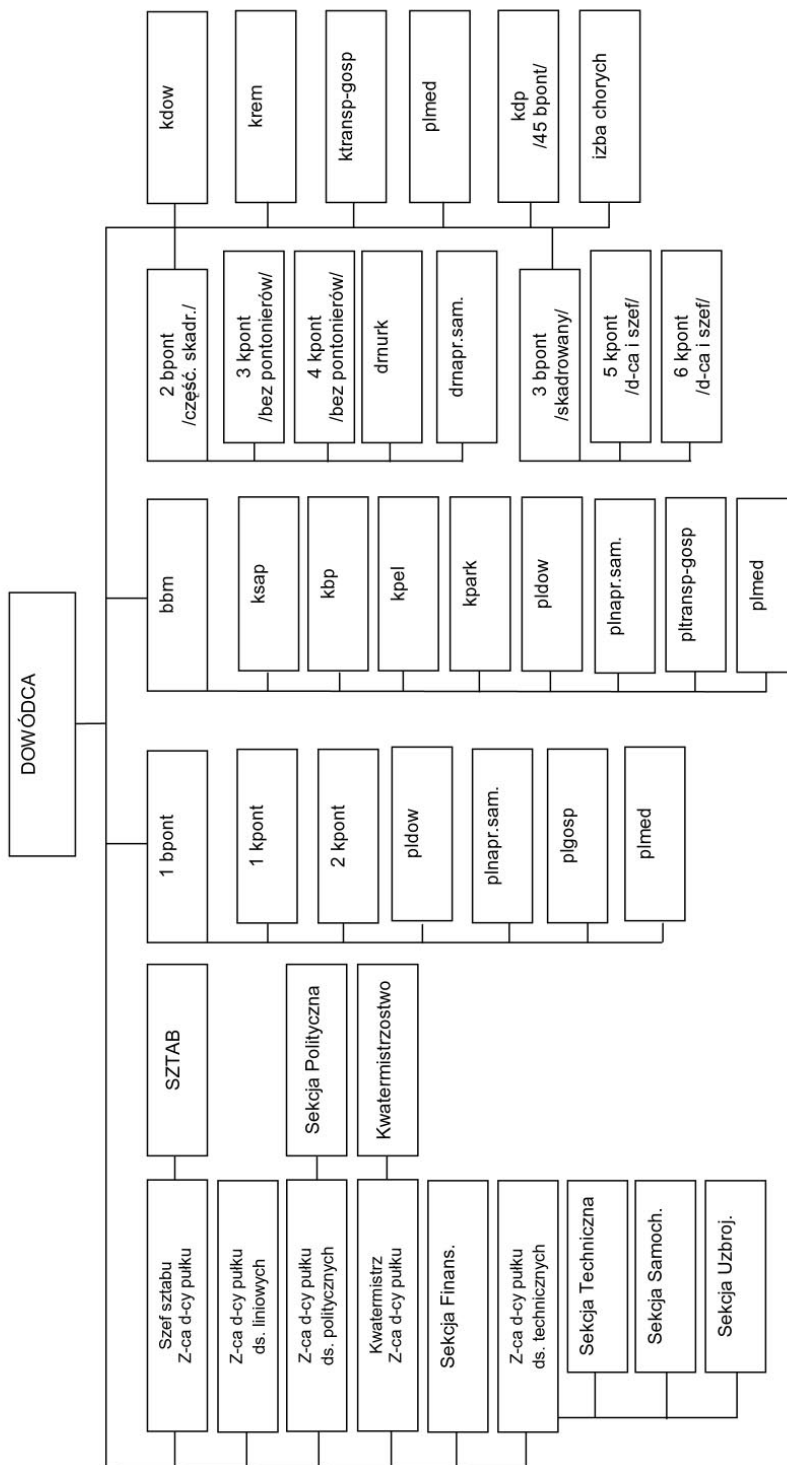 DOWÓDCA
Szef sztabu
Z-ca d-cy pułku
SZTAB
Z-ca d-cy pułku
ds. liniowych
Z-ca d-cy pułku
ds. politycznych
Sekcja Polityczna
Kwatermistrz
Z-ca d-cy pułku
Kwatermistrzostwo
Sekcja Finans.
Z-ca d-cy pułku
ds. technicznych
Sekcja Techniczna
Sekcja Samoch.
Sekcja Uzbroj.
1 bpont
1 kpont
2 kpont
pldow
plnapr.sam.
plgosp
plmed
bbm
ksap
kbp
kpel
kpark
pldow
plnapr.sam.
pltransp-gosp
plmed
2 bpont
/część. skadr./
3 kpont
/bez pontonierów/
4 kpont
/bez pontonierów/
drnurk
drnapr.sam.
3 bpont
/skadrowany/
5 kpont
/d-ca i szef/
6 kpont
/d-ca i szef/
kdow
krem
ktransp-gosp
plmed
kdp
/45 bpont/
izba chorych